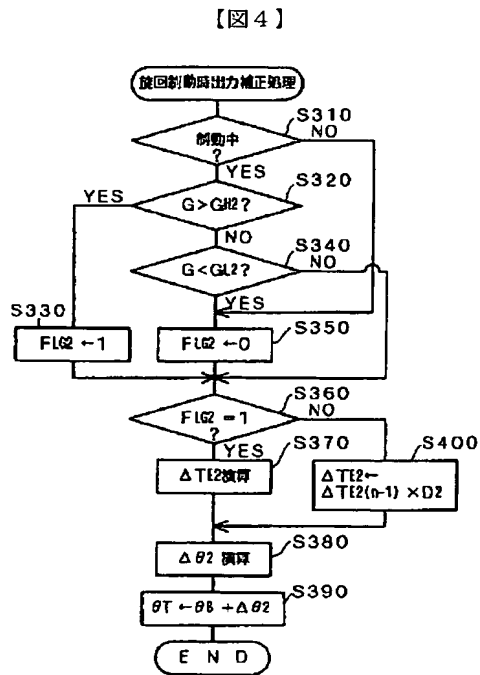 【図4】
旋回制動時出力補正処理
S310
制動中
?
NO
YES
S320
YES
G>GH2?
NO
S340
G<GL2?
NO
YES
S330
FLG2←1
S350
FLG2←0
S360
FLG2=1
?
NO
YES
S370
ΔTE2演算
S400
ΔTE2←
ΔTE2(n-1)×D2
S380
Δθ2 演算
S390
θT←θB+Δθ2
END